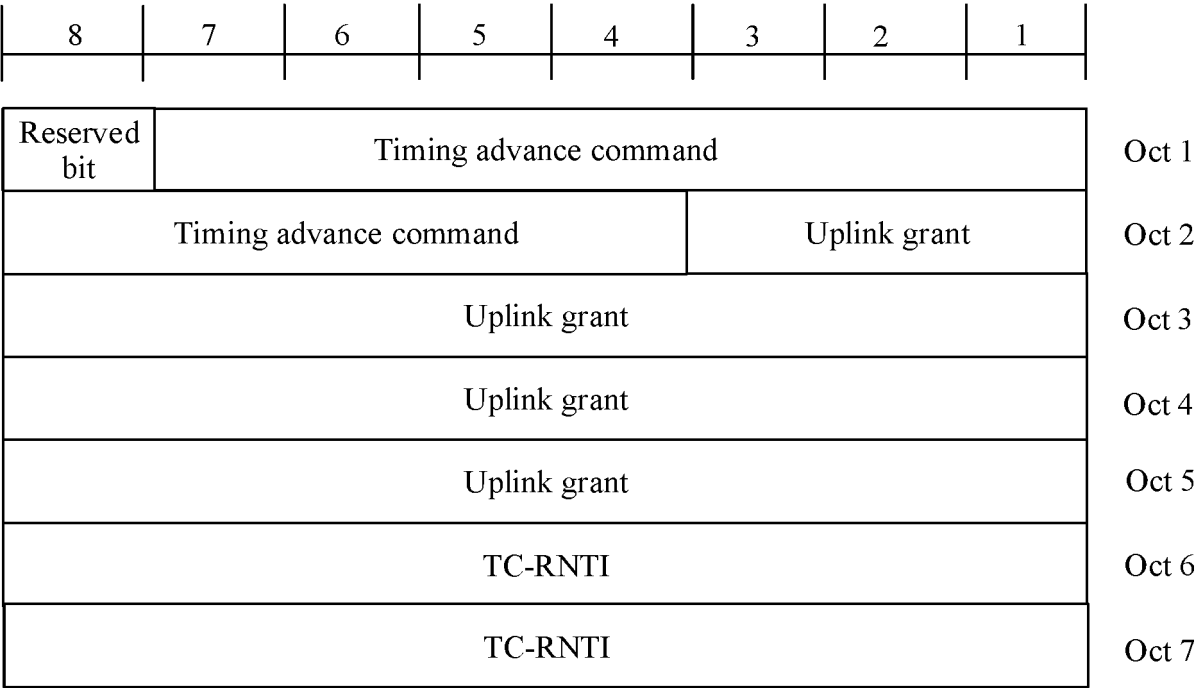 8 7 6 5 4 3 2 1
Reserved
bit
Timing advance command
Oct 1
Timing advance command
Uplink grant
Oct 2
Uplink grant
Oct 3
Uplink grant
Oct 4
Uplink grant
Oct 5
TC-RNTI
Oct 6
TC-RNTI
Oct 7